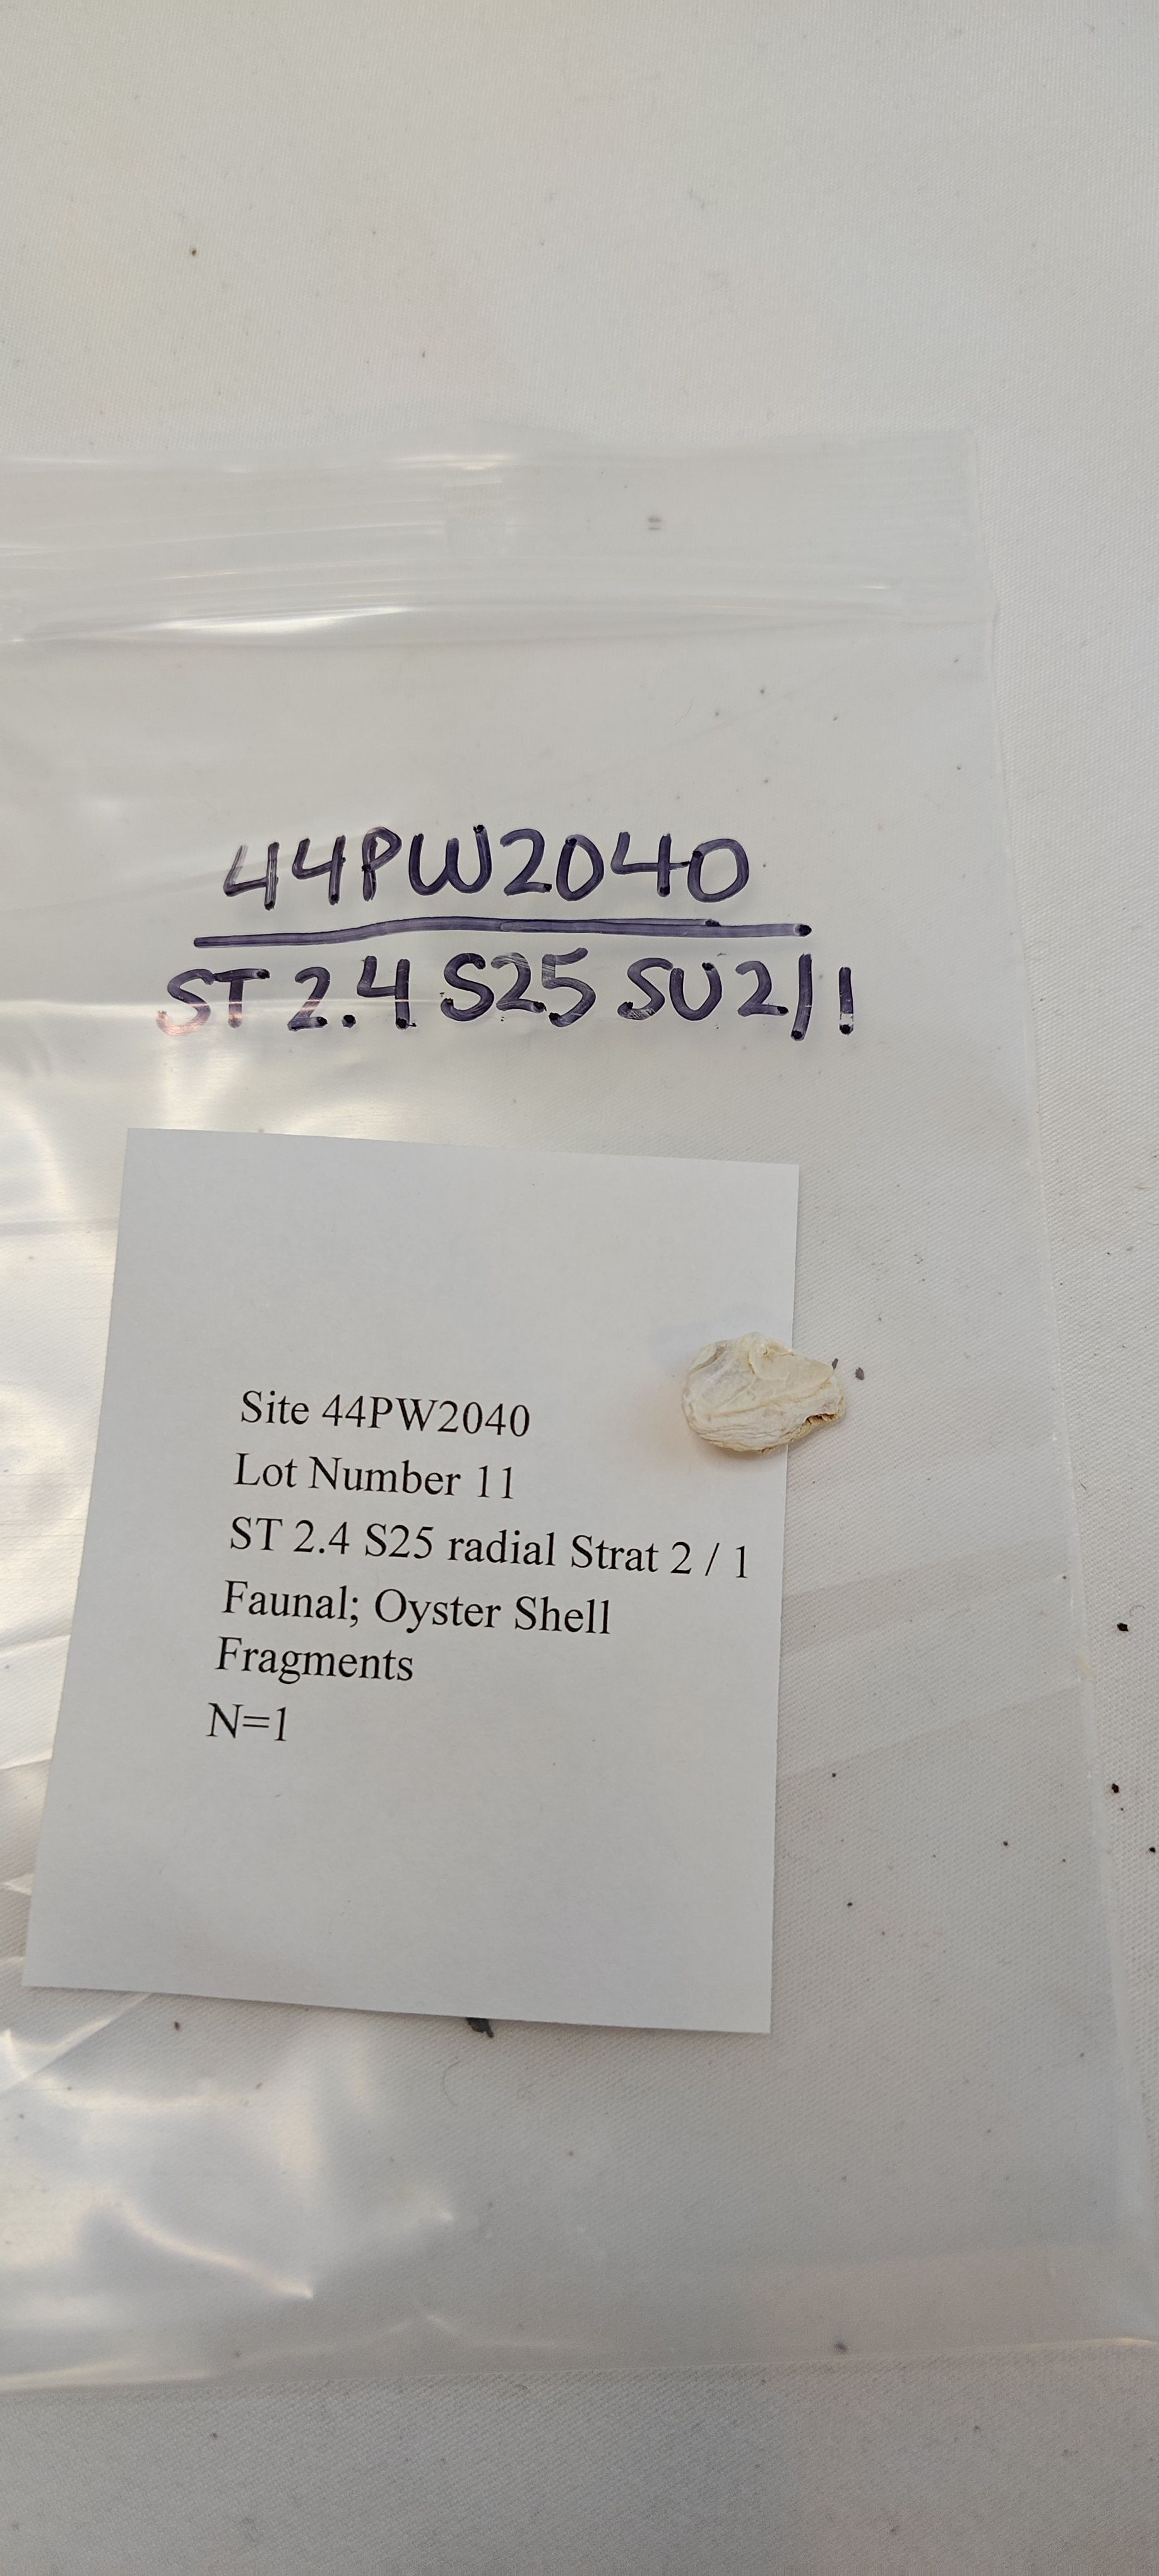 44PW2040
ST 2.4 S25 SU2/1
Site 44PW2040
Lot Number 11
ST 2.4 S25 radial Strat 2 / 1
Faunal; Oyster Shell
Fragments
N=1